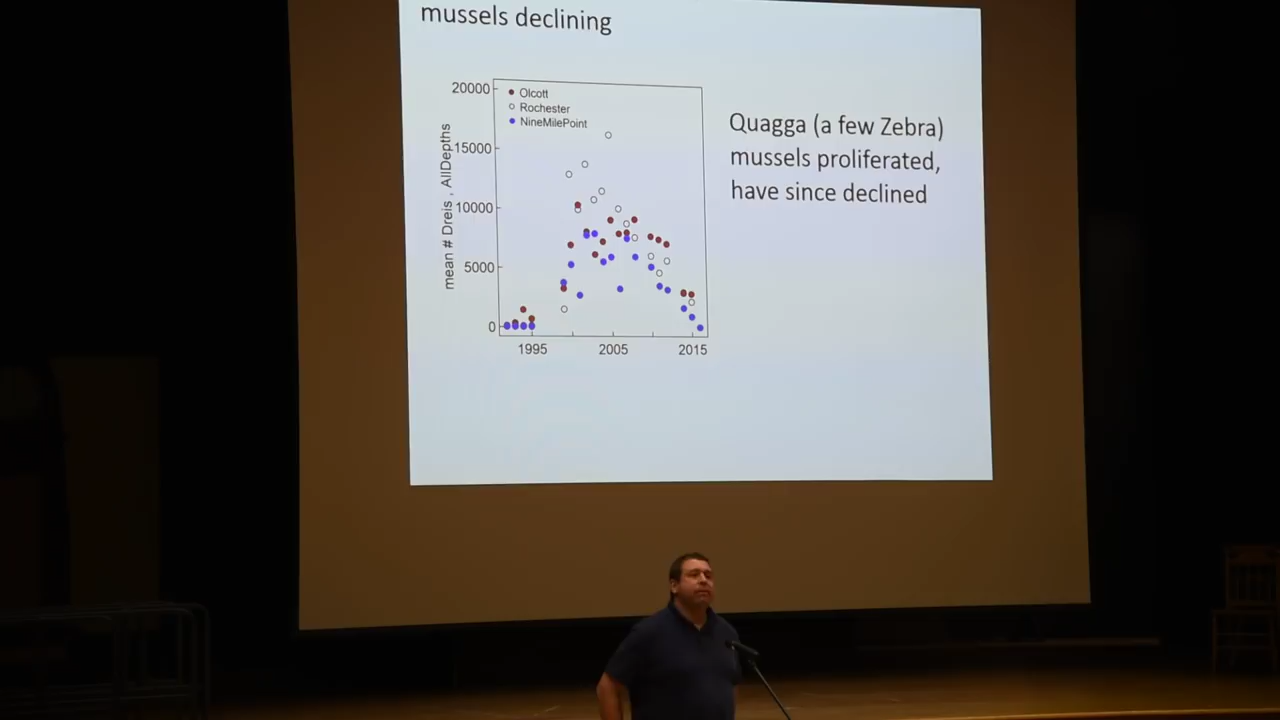 mussels declining
20000
15000
10000
5000
0
mean # Dreis , AllDepths
Olcott
Rochester
NineMilePoint
1995
2005
2015
Quagga (a few Zebra)
mussels proliferated,
have since declined